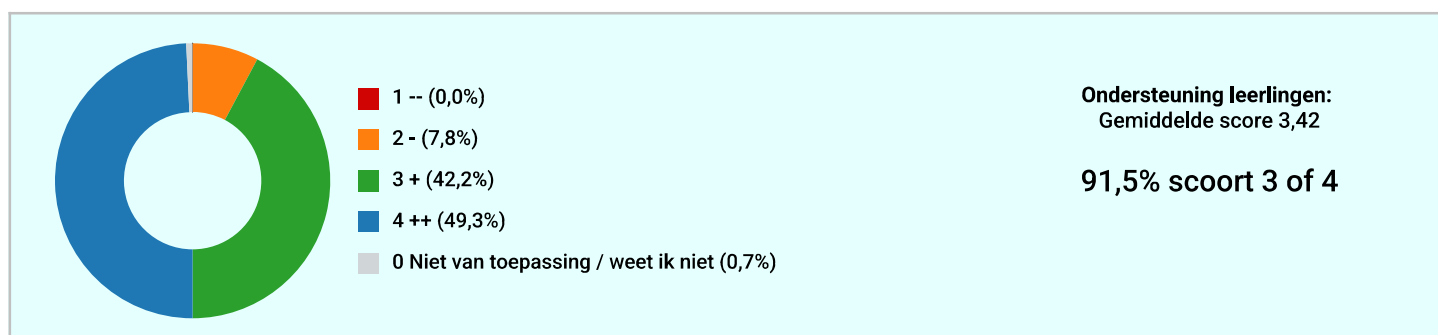 1 -- (0,0%)
2 - (7,8%)
3 + (42,2%)
4 ++ (49,3%)
0 Niet van toepassing / weet ik niet (0,7%)
Ondersteuning leerlingen:
Gemiddelde score 3,42
91,5% scoort 3 of 4